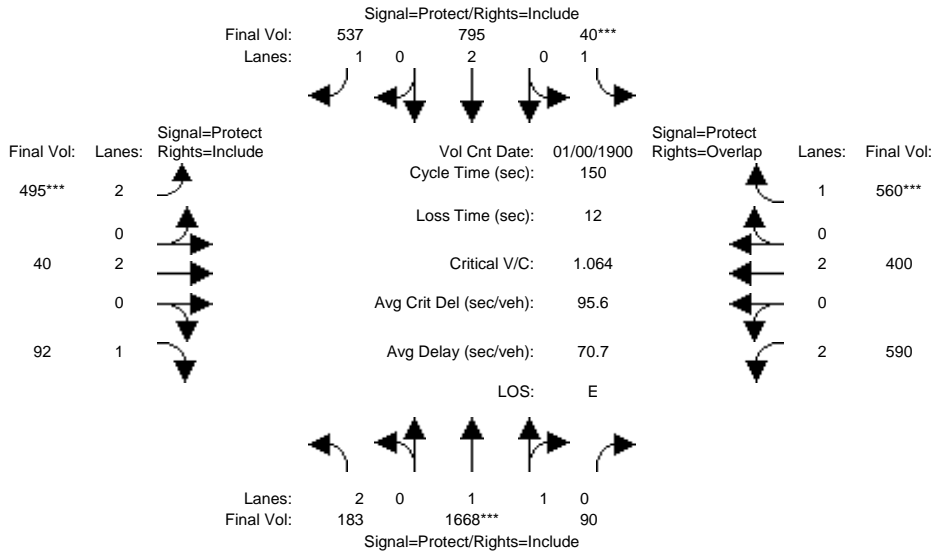 Signal=Protect/Rights=Include
Final Vol: 537 795 40***
Lanes: 1 0 2 0 1
Signal=Protect
Final Vol: Lanes: Rights=Include
Vol Cnt Date: 01/00/1900
Signal=Protect
Rights=Overlap Lanes: Final Vol:
Cycle Time (sec): 150
495*** 2
1 560***
Loss Time (sec): 12
0
0
40 2
Critical V/C: 1.064
2 400
0
Avg Crit Del (sec/veh): 95.6
0
92 1
Avg Delay (sec/veh): 70.7
2 590
LOS: E
Lanes: 2 0 1 1 0
Final Vol: 183 1668*** 90
Signal=Protect/Rights=Include